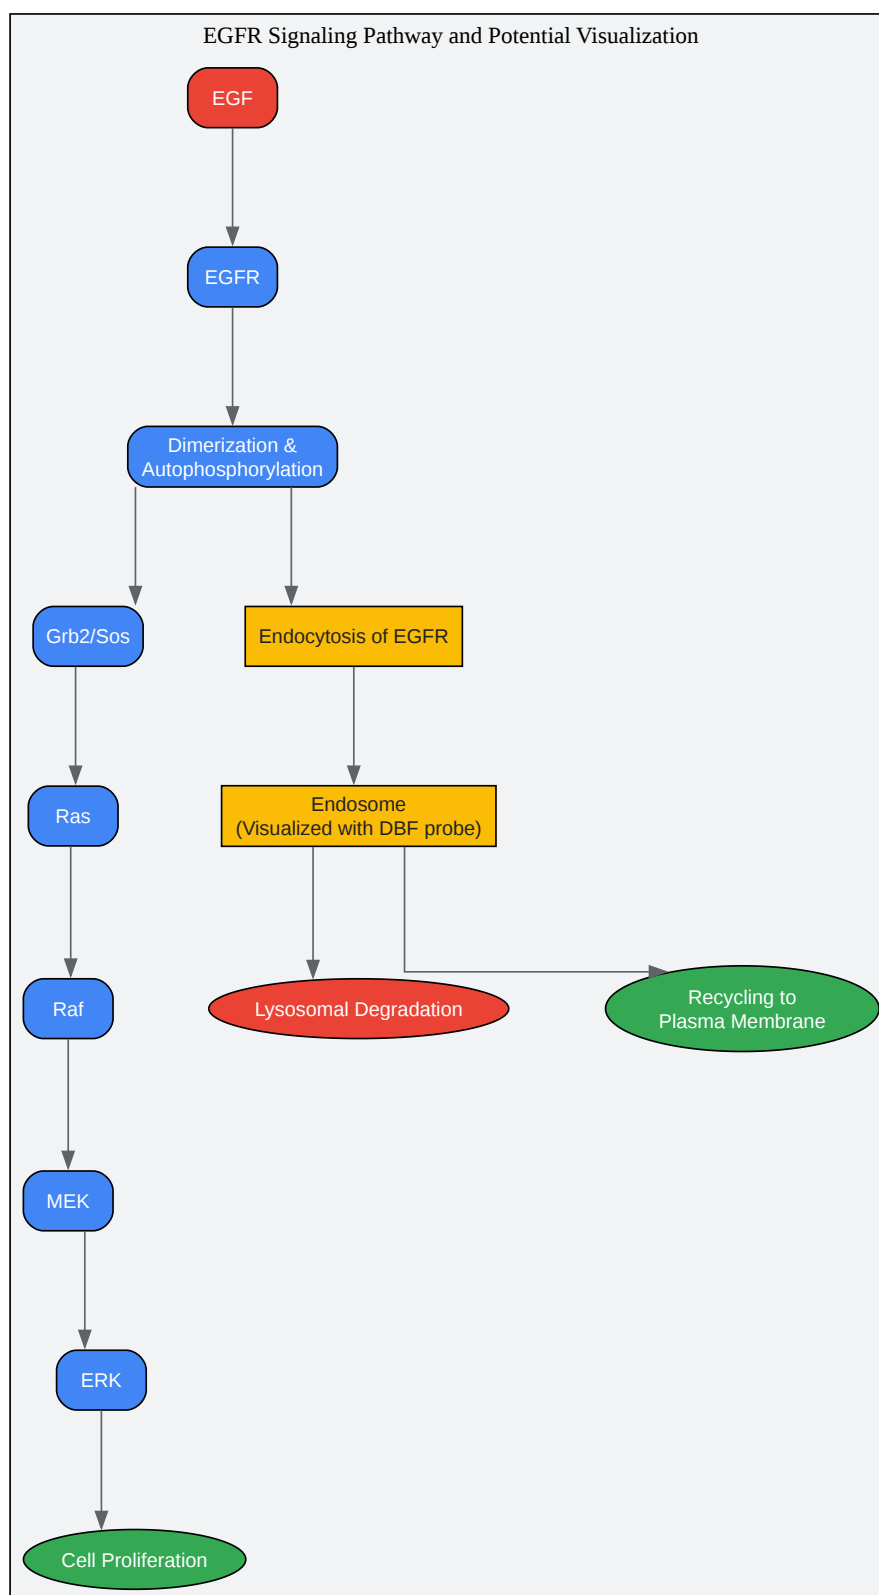 EGFR Signaling Pathway and Potential Visualization
EGF
EGFR
Dimerization &
Autophosphorylation
Grb2/Sos
Endocytosis of EGFR
Ras
Endosome
(Visualized with DBF probe)
Raf
Lysosomal Degradation
Recycling to
Plasma Membrane
MEK
ERK
Cell Proliferation